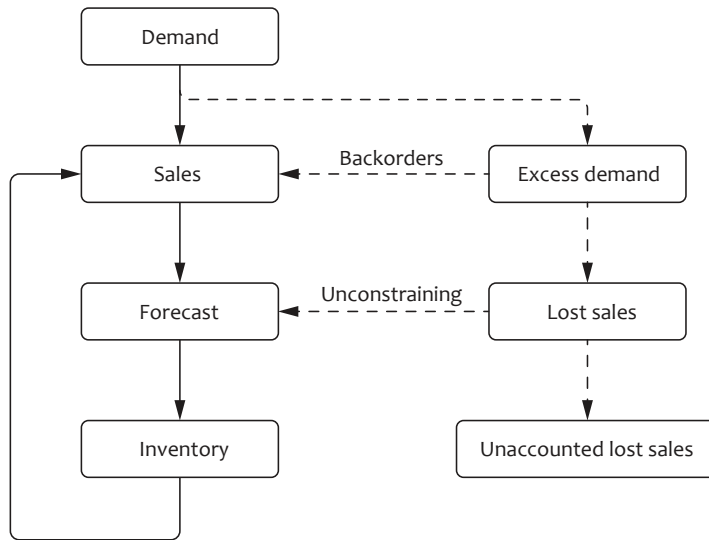 Demand
Backorders
Sales
Excess demand
Unconstraining
Forecast
Lost sales
Inventory
Unaccounted lost sales